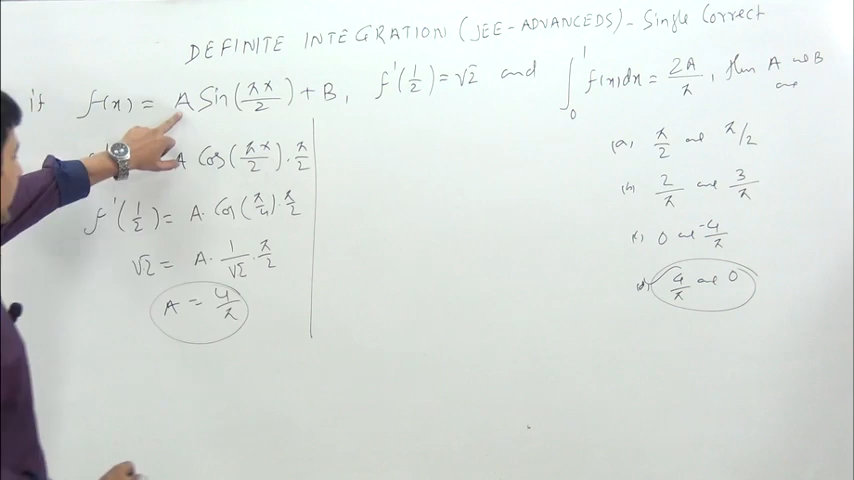 DEFINITE INTEGRATION (JEE-ADVANCEDS) - Single Correct
if f(x) = A Sin(πx/2) + B, f'(1/2) = √2 and ∫₀¹ f(x)dx = 2A/π, then A and B are
(a) π/2 and π/2
A Cos(πx/2) · π/2
(b) 2/π and 3/π
f'(1/2) = A · Cos(π/4) · π/2
(c) 0 and -4/π
√2 = A · 1/√2 · π/2
(d) 4/π and 0
A = 4/π